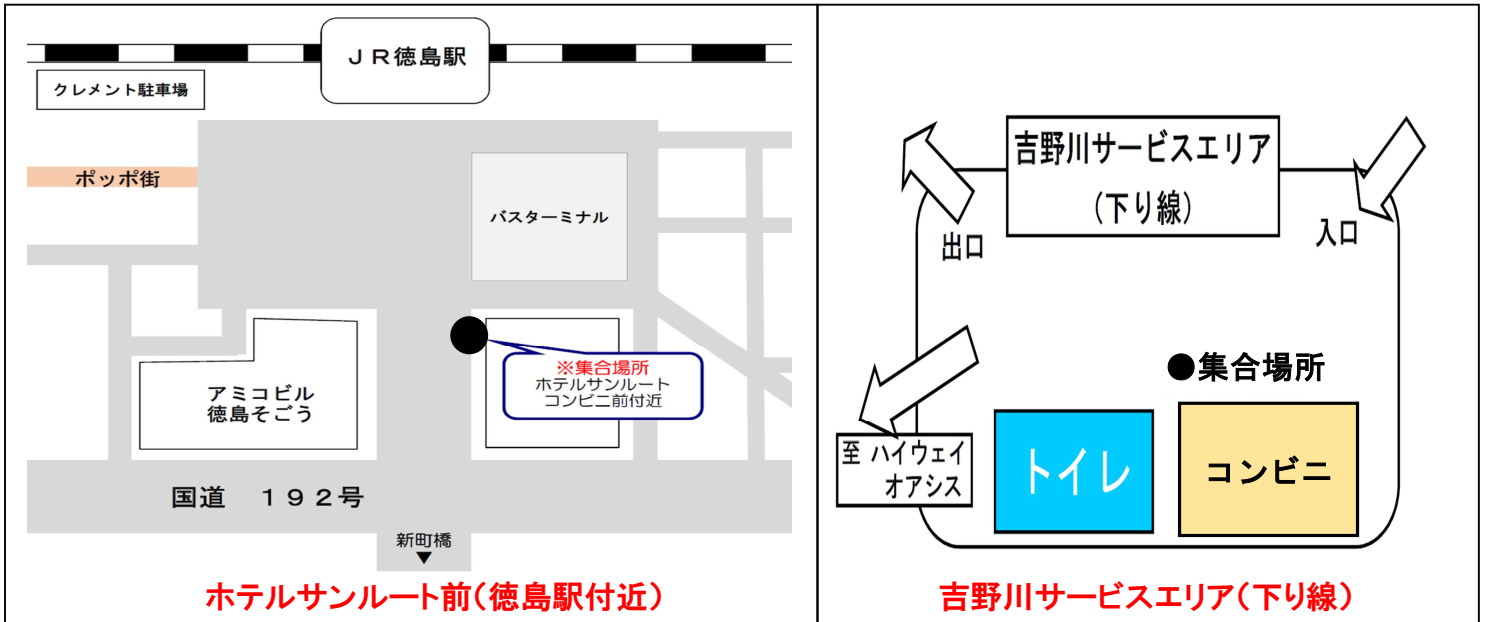 ＪＲ徳島駅
クレメント駐車場
ポッポ街
バスターミナル
※集合場所
ホテルサンルート
コンビニ前付近
アミコビル
徳島そごう
国道　１９２号
新町橋
▼
ホテルサンルート前（徳島駅付近）
吉野川サービスエリア
（下り線）
出口
入口
●集合場所
至 ハイウェイ
オアシス
トイレ
コンビニ
吉野川サービスエリア（下り線）